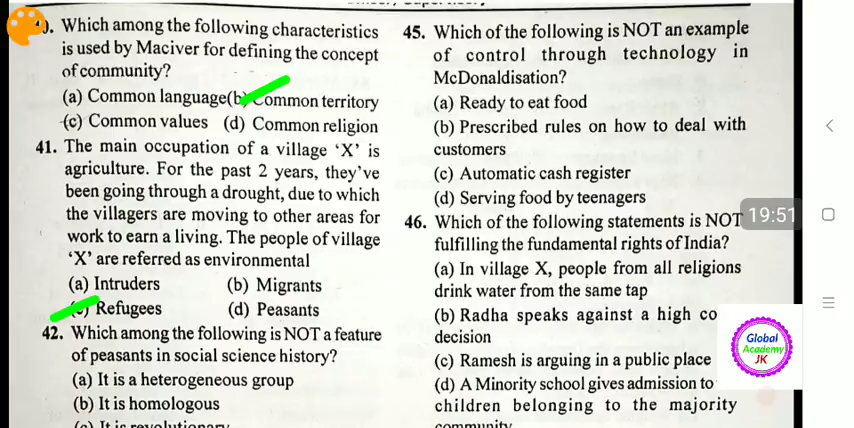 0. Which among the following characteristics
is used by Maciver for defining the concept
of community?
(a) Common language(b) Common territory
(c) Common values (d) Common religion
41. The main occupation of a village ‘X’ is
agriculture. For the past 2 years, they’ve
been going through a drought, due to which
the villagers are moving to other areas for
work to earn a living. The people of village
‘X’ are referred as environmental
(a) Intruders (b) Migrants
(c) Refugees (d) Peasants
42. Which among the following is NOT a feature
of peasants in social science history?
(a) It is a heterogeneous group
(b) It is homologous
(c) It is revolutionary
45. Which of the following is NOT an example
of control through technology in
McDonaldisation?
(a) Ready to eat food
(b) Prescribed rules on how to deal with
customers
(c) Automatic cash register
(d) Serving food by teenagers
46. Which of the following statements is NOT
fulfilling the fundamental rights of India?
(a) In village X, people from all religions
drink water from the same tap
(b) Radha speaks against a high co
decision
(c) Ramesh is arguing in a public place
(d) A Minority school gives admission to
children belonging to the majority
community
19:51
Global
Academy
JK